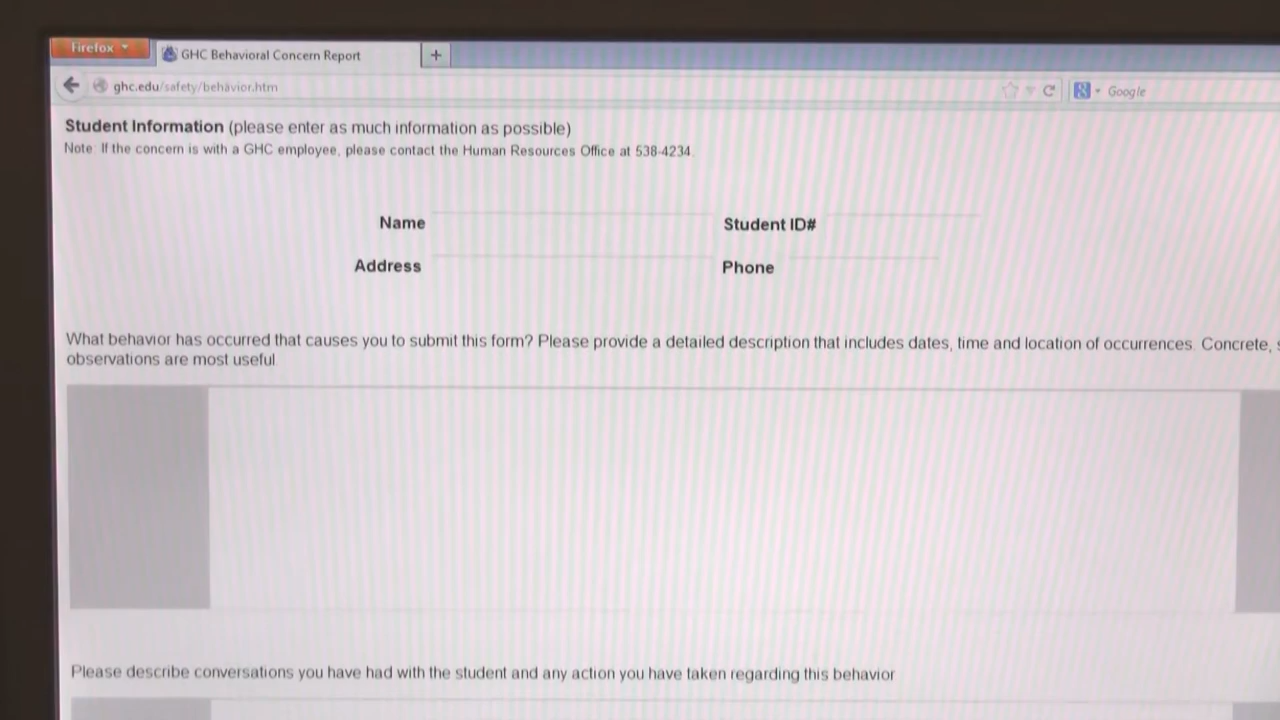 Firefox
GHC Behavioral Concern Report
+
ghc.edu/safety/behavior.htm
Google
Student Information (please enter as much information as possible)
Note: If the concern is with a GHC employee, please contact the Human Resources Office at 538-4234.
Name
Student ID#
Address
Phone
What behavior has occurred that causes you to submit this form? Please provide a detailed description that includes dates, time and location of occurrences. Concrete,
observations are most useful.
Please describe conversations you have had with the student and any action you have taken regarding this behavior